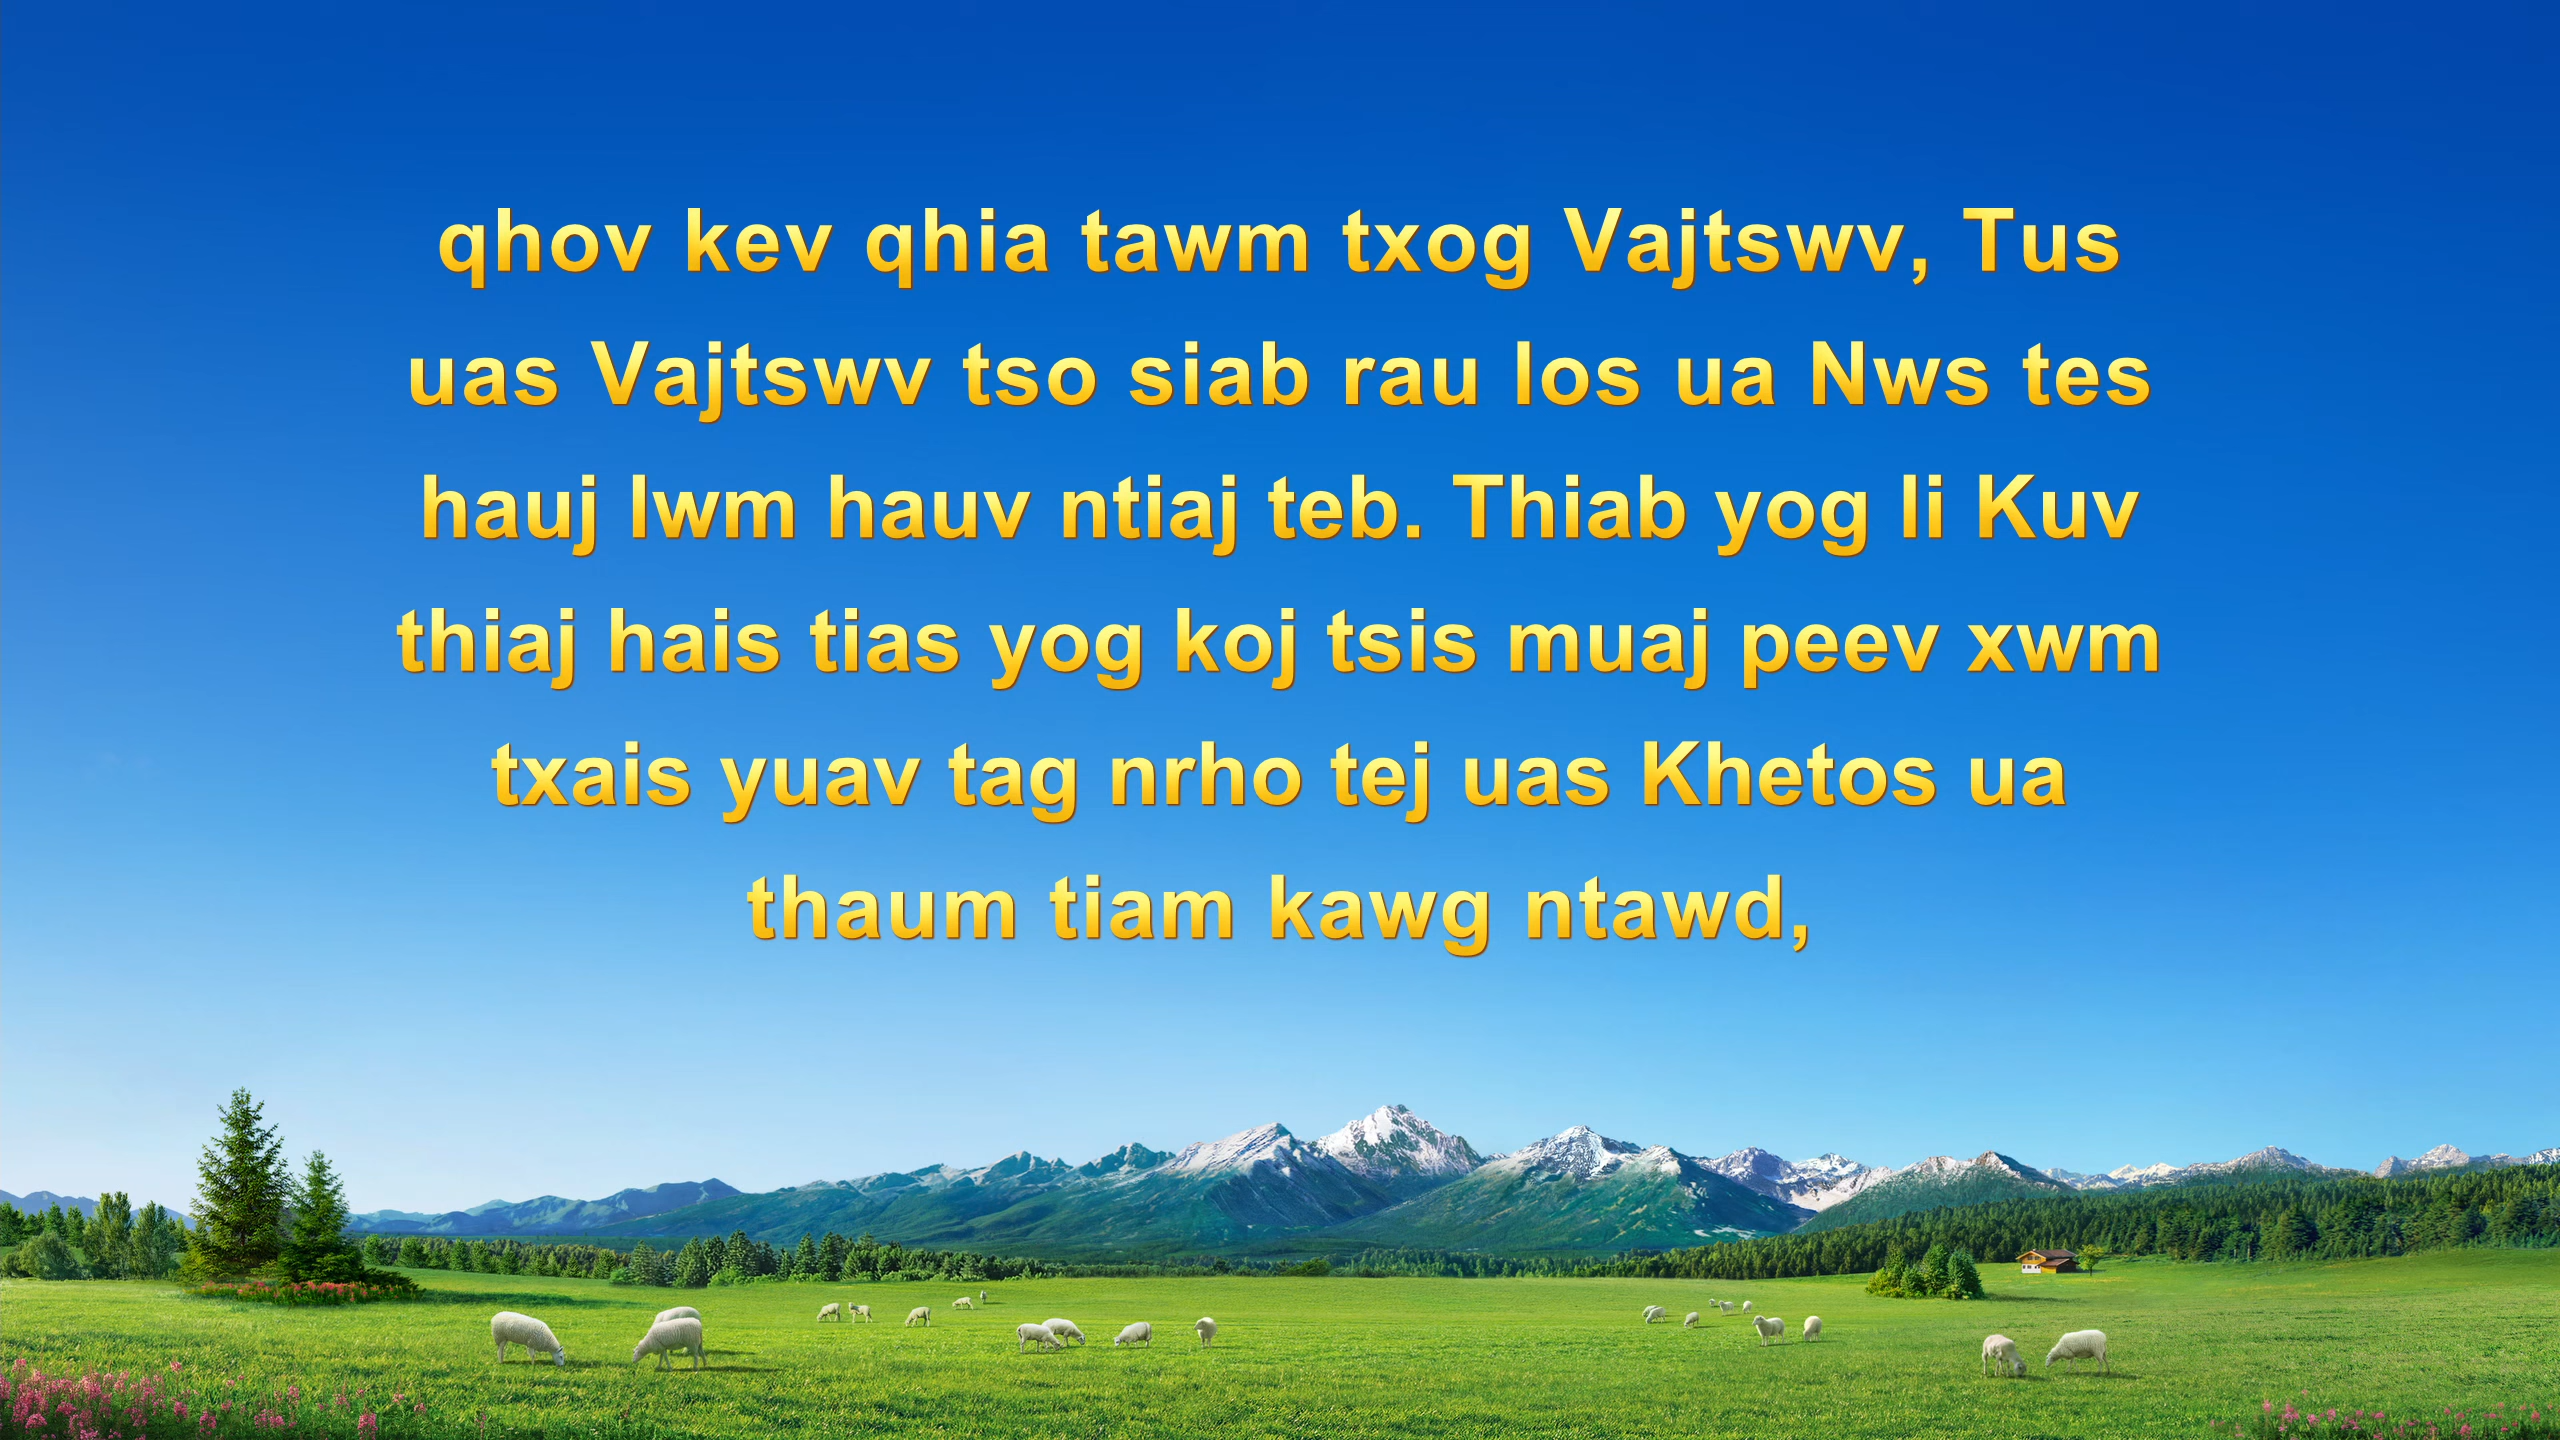 qhov kev qhia tawm txog Vajtswv, Tus
uas Vajtswv tso siab rau los ua Nws tes
hauj lwm hauv ntiaj teb. Thiab yog li Kuv
thiaj hais tias yog koj tsis muaj peev xwm
txais yuav tag nrho tej uas Khetos ua
thaum tiam kawg ntawd,